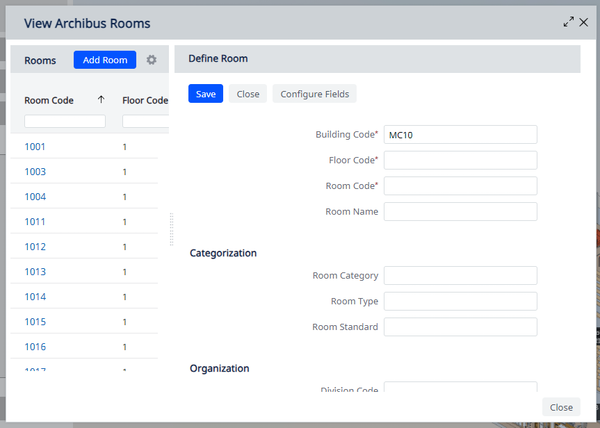 View Archibus Rooms
Rooms
Add Room
Room Code
Floor Code
1001 1
1003 1
1004 1
1011 1
1012 1
1013 1
1014 1
1015 1
1016 1
Define Room
Save Close Configure Fields
Building Code* MC10
Floor Code*
Room Code*
Room Name
Categorization
Room Category
Room Type
Room Standard
Organization
Division Code
Close